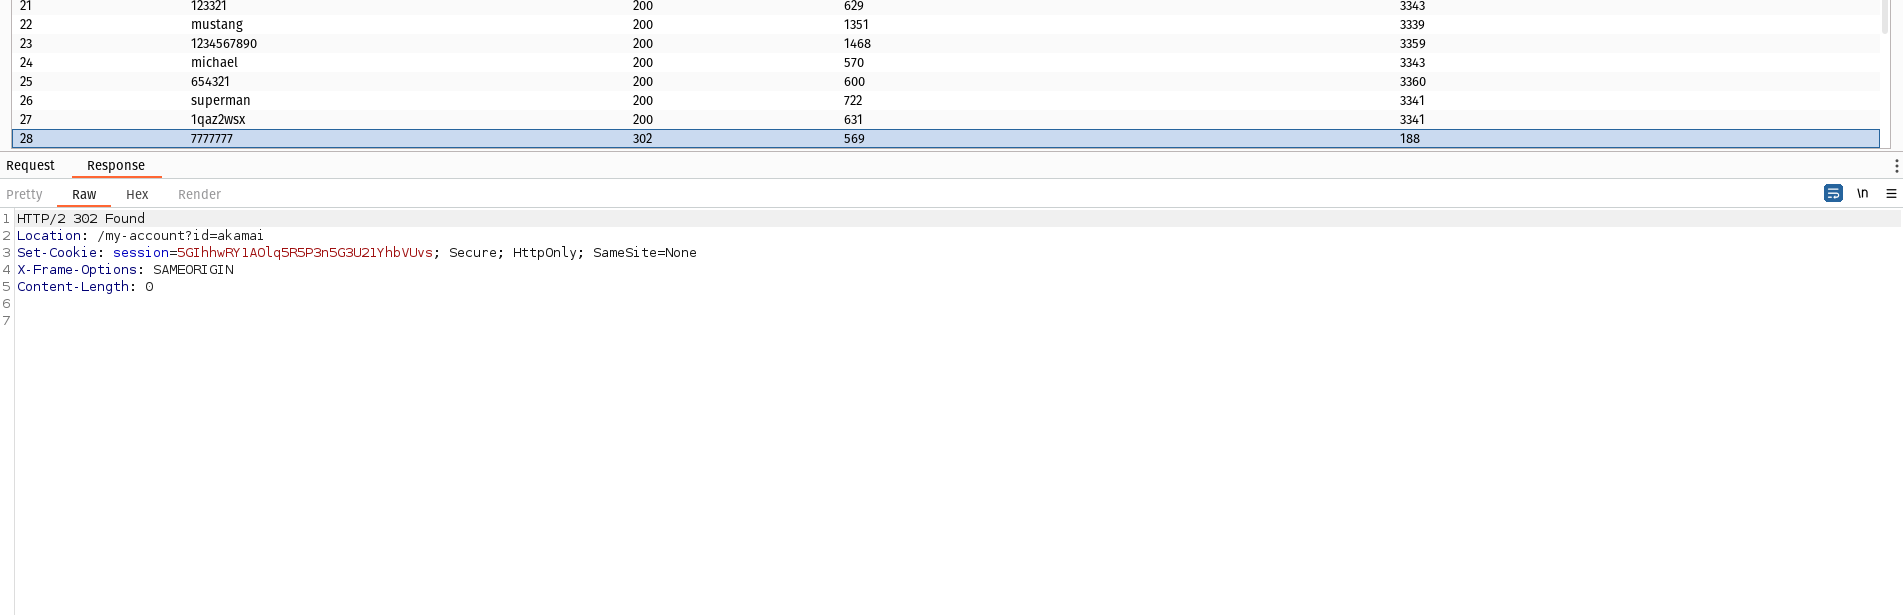 21 123321 200 629 3343
22 mustang 200 1351 3339
23 1234567890 200 1468 3359
24 michael 200 570 3343
25 654321 200 600 3360
26 superman 200 722 3341
27 1qaz2wsx 200 631 3341
28 7777777 302 569 188
Request Response
Pretty Raw Hex Render \n
1 HTTP/2 302 Found
2 Location: /my-account?id=akamai
3 Set-Cookie: session=5GIhhwRY1AOlq5R5P3n5G3U21YhbVUvs; Secure; HttpOnly; SameSite=None
4 X-Frame-Options: SAMEORIGIN
5 Content-Length: 0
6
7